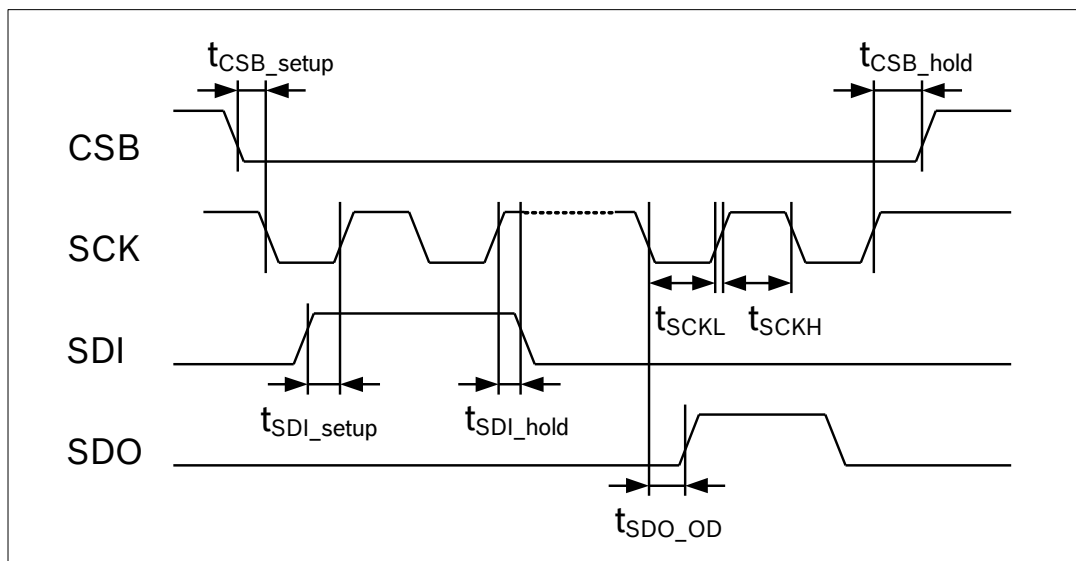 tCSB_setup
tCSB_hold
CSB
SCK
tSCKL
tSCKH
SDI
tSDI_setup
tSDI_hold
SDO
tSDO_OD